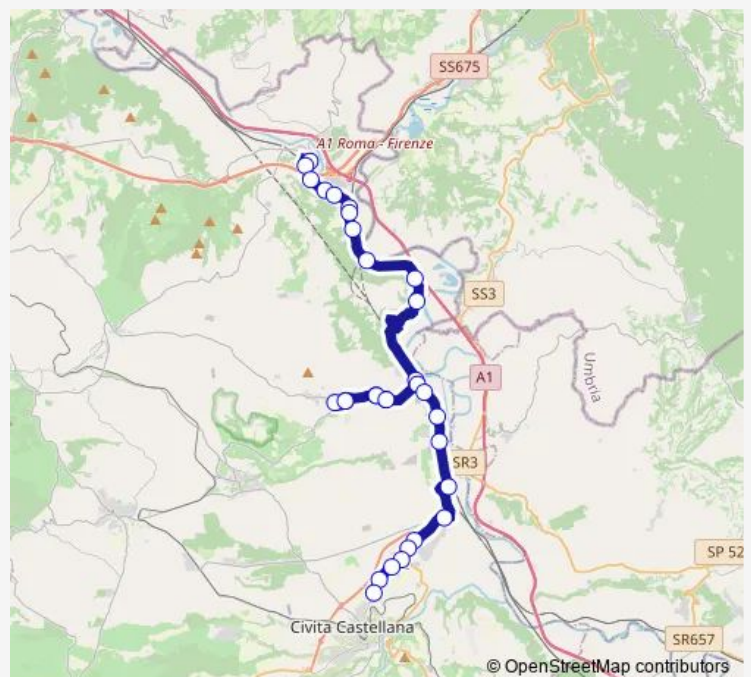 SS675
A1 Roma - Firenze
SS3
Umbria
A1
SR3
SP 52
Civita Castellana
SR657
© OpenStreetMap contributors